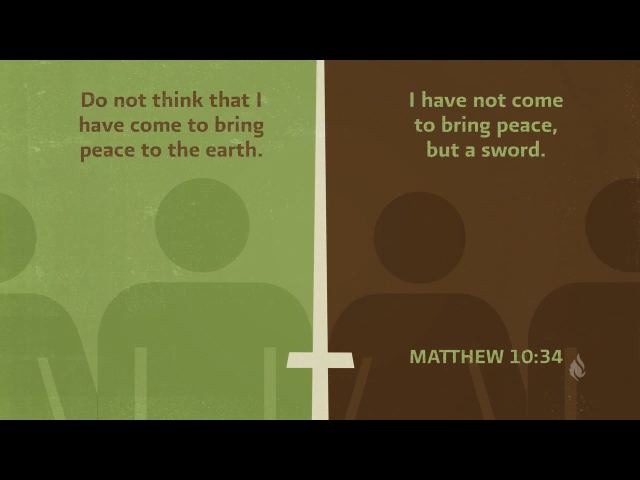 Do not think that I
have come to bring
peace to the earth.
I have not come
to bring peace,
but a sword.
MATTHEW 10:34